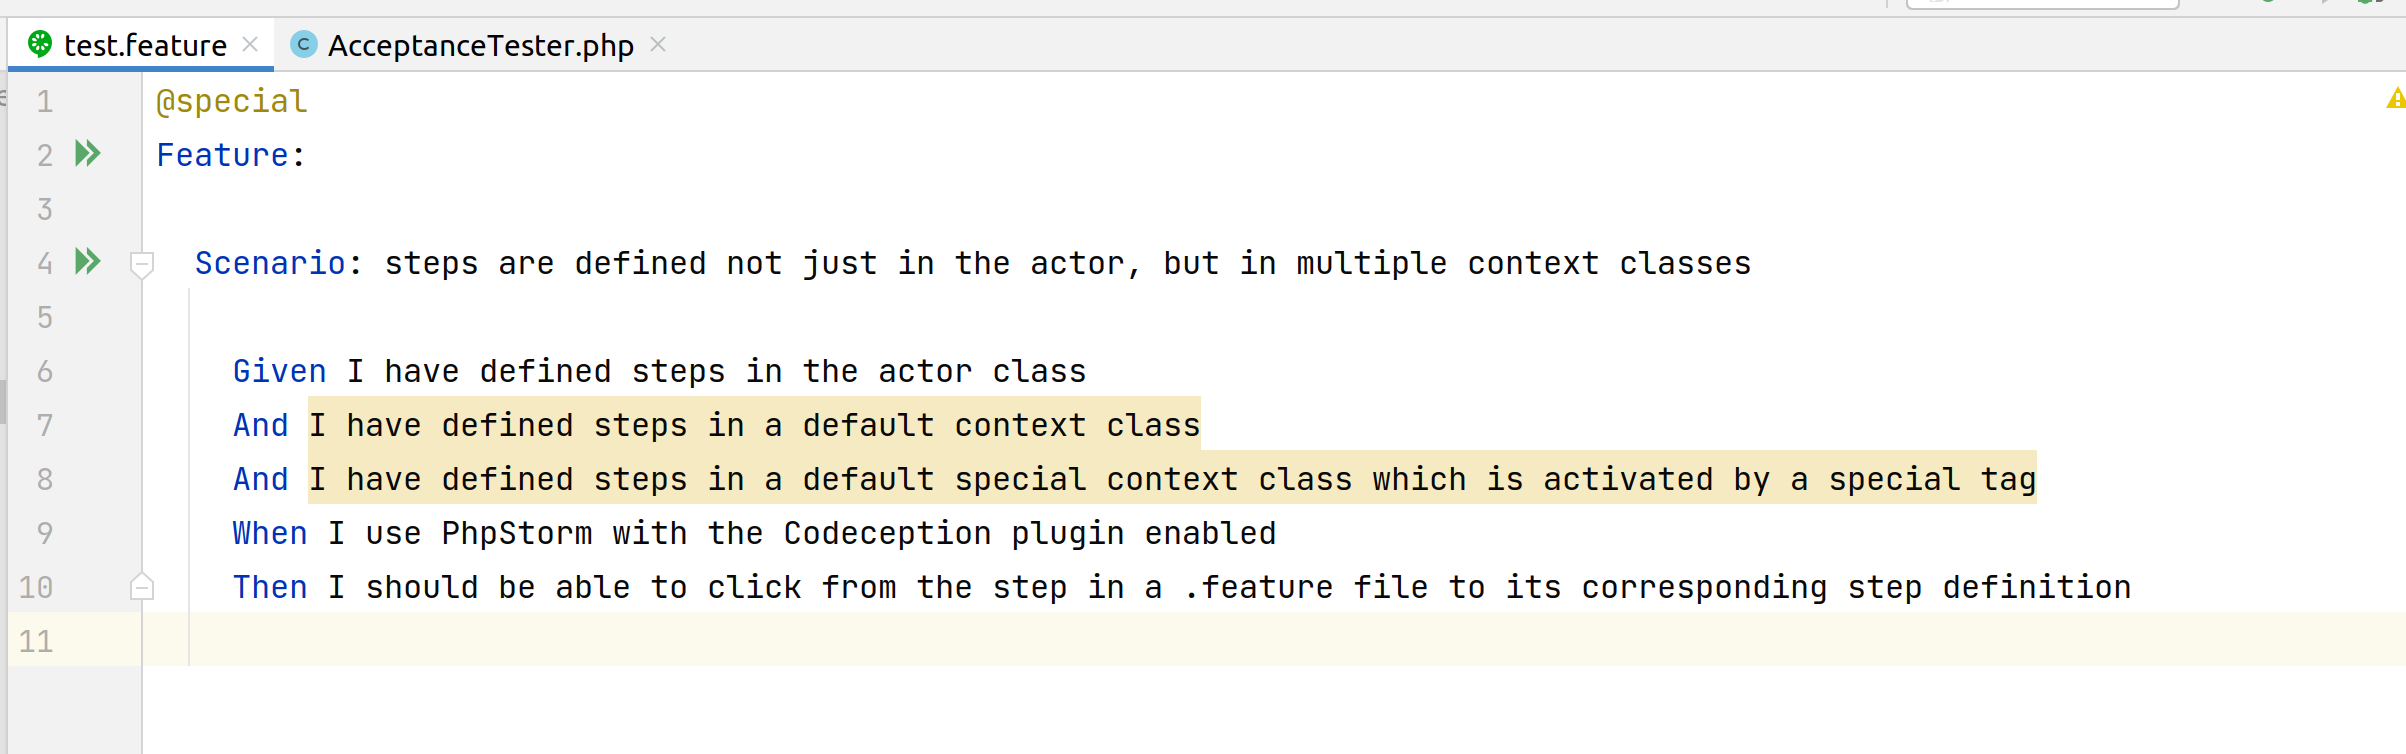 test.feature AcceptanceTester.php
1 @special
2 Feature:
3
4 Scenario: steps are defined not just in the actor, but in multiple context classes
5
6 Given I have defined steps in the actor class
7 And I have defined steps in a default context class
8 And I have defined steps in a default special context class which is activated by a special tag
9 When I use PhpStorm with the Codeception plugin enabled
10 Then I should be able to click from the step in a .feature file to its corresponding step definition
11